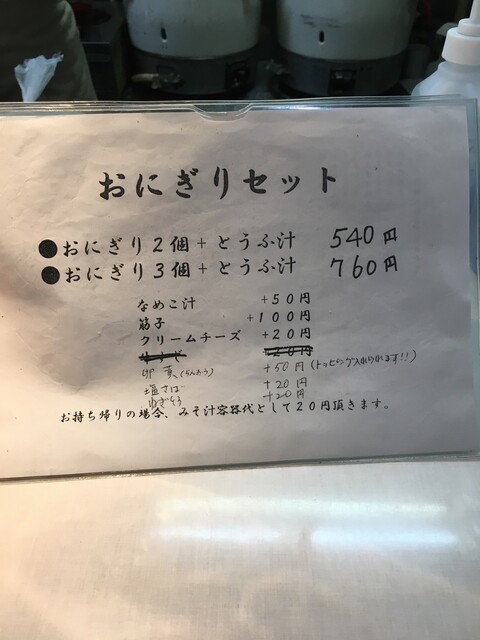 おにぎりセット
●おにぎり2個+とうふ汁 540円
●おにぎり3個+とうふ汁 760円
なめこ汁 +50円
筋子 +100円
クリームチーズ +20円
+20円
卵黄(らんおう) +50円(トッピング入れられます!!)
塩さば +20円
ねぎみそ +20円
お持ち帰りの場合、みそ汁容器代として20円頂きます。